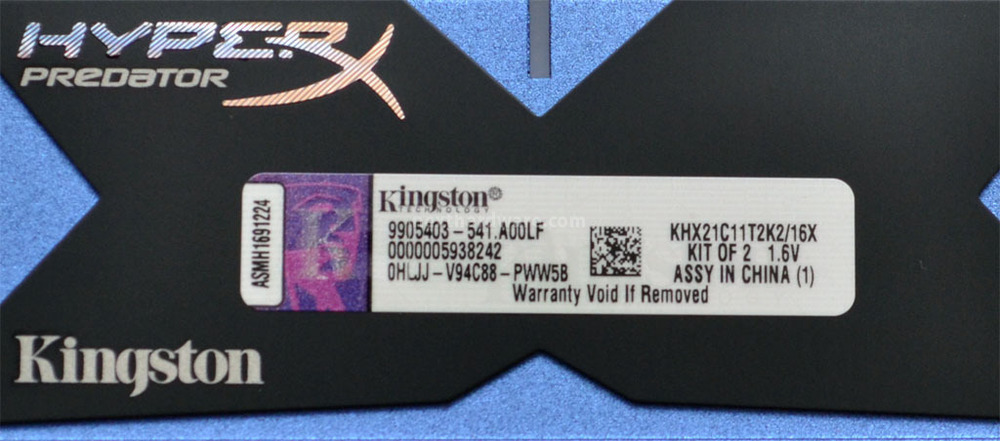 HYPERX
PREDATOR
ASMH1691224
Kingston®
TECHNOLOGY
9905403-541.A00LF
0000005938242
0HLJJ-V94C88-PWW5B
KHX21C11T2K2/16X
KIT OF 2 1.6V
ASSY IN CHINA (1)
Warranty Void If Removed
Kingston